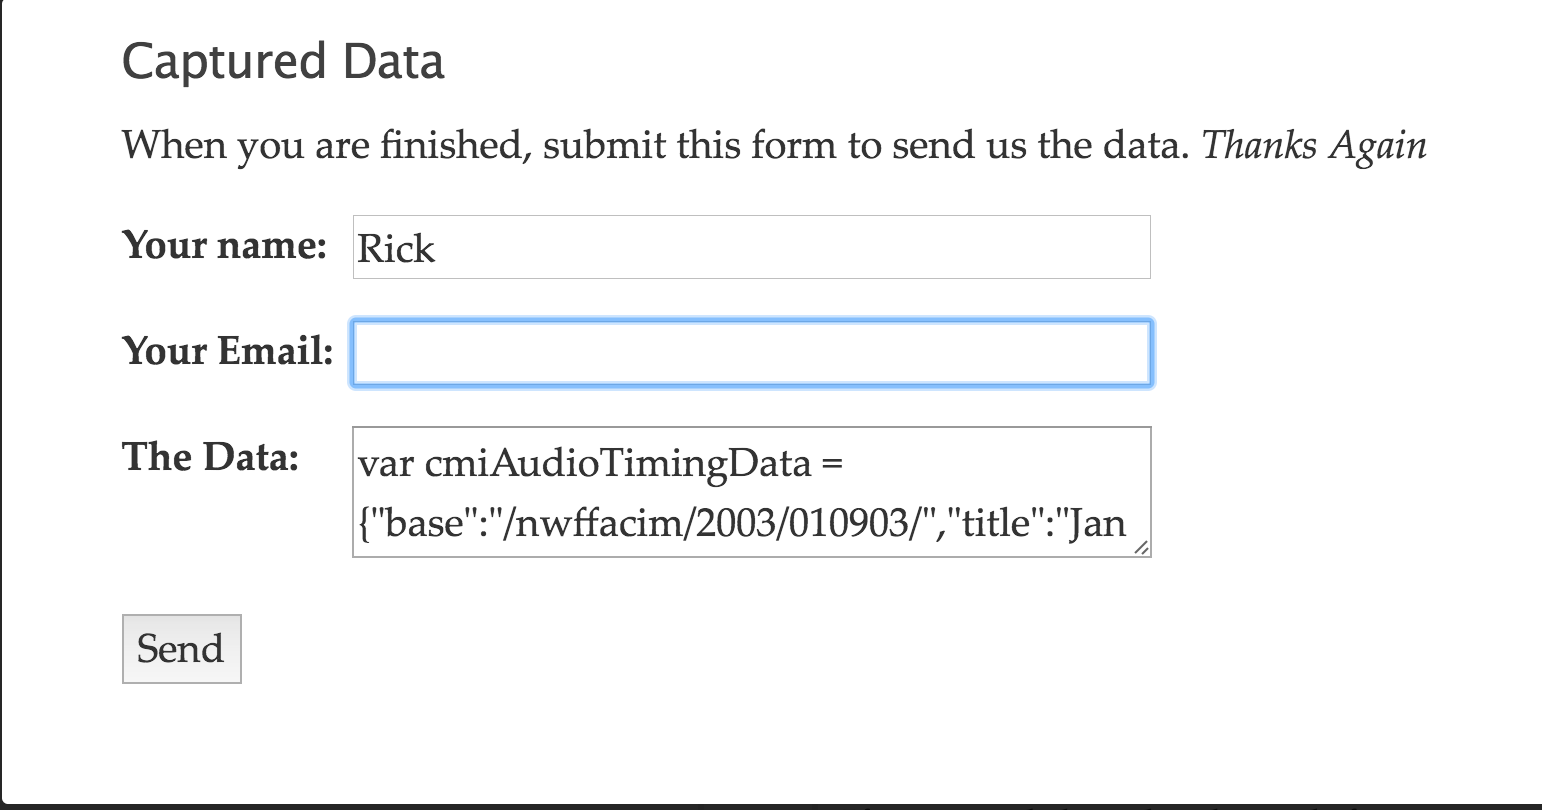 Captured Data
When you are finished, submit this form to send us the data. Thanks Again
Your name: Rick
Your Email:
The Data: var cmiAudioTimingData =
{"base":"/nwffacim/2003/010903/","title":"Jan
Send